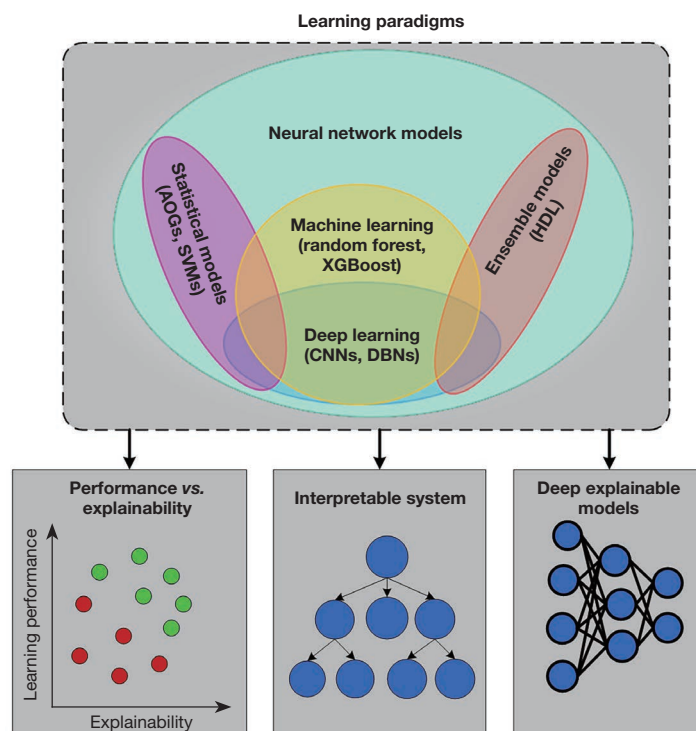 Learning paradigms
Neural network models
Statistical models
(AOGs, SVMs)
Machine learning
(random forest,
XGBoost)
Ensemble models
(HDL)
Deep learning
(CNNs, DBNs)
Performance vs.
explainability
Learning performance
Explainability
Interpretable system
Deep explainable
models